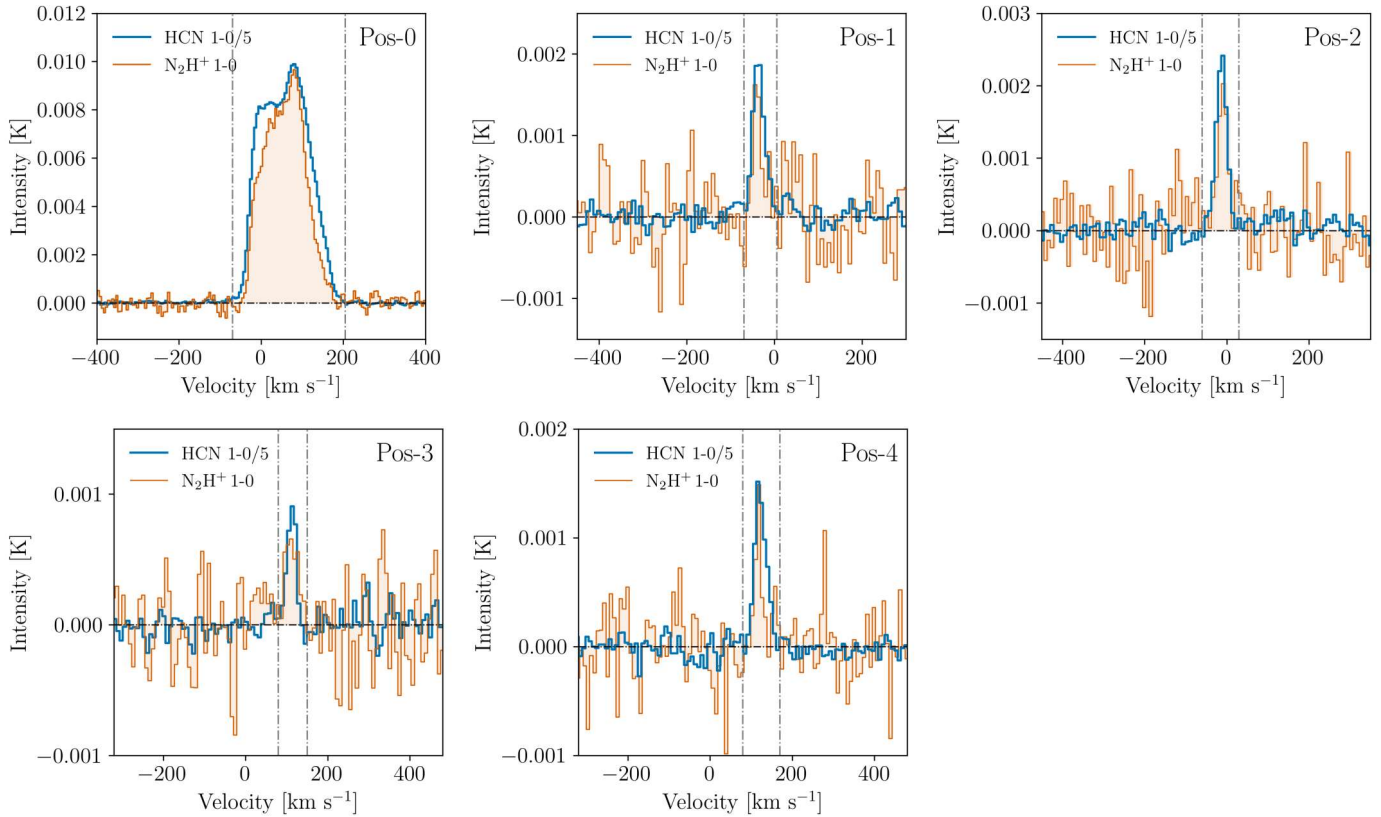 Pos-0
HCN 1-0/5
N₂H⁺ 1-0
Intensity [K]
0.012
0.010
0.008
0.006
0.004
0.002
0.000
−400
−200
0
200
400
Velocity [km s⁻¹]
Pos-1
HCN 1-0/5
N₂H⁺ 1-0
Intensity [K]
0.002
0.001
0.000
−0.001
−400
−200
0
200
Velocity [km s⁻¹]
Pos-2
HCN 1-0/5
N₂H⁺ 1-0
Intensity [K]
0.003
0.002
0.001
0.000
−0.001
−400
−200
0
200
Velocity [km s⁻¹]
Pos-3
HCN 1-0/5
N₂H⁺ 1-0
Intensity [K]
0.001
0.000
−0.001
−200
0
200
400
Velocity [km s⁻¹]
Pos-4
HCN 1-0/5
N₂H⁺ 1-0
Intensity [K]
0.002
0.001
0.000
−0.001
−200
0
200
400
Velocity [km s⁻¹]